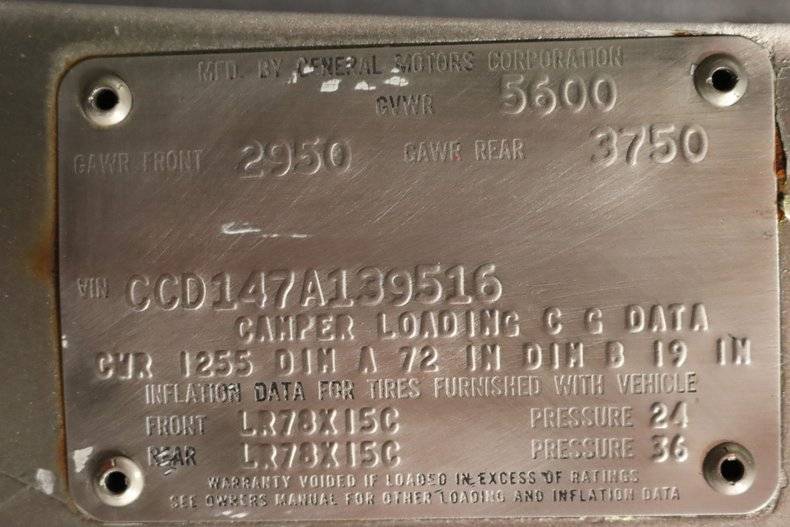 MFD. BY GENERAL MOTORS CORPORATION
GVWR 5600
GAWR FRONT 2950 GAWR REAR 3750
VIN CCD147A139516
CAMPER LOADING C G DATA
CWR 1255 DIM A 72 IN DIM B 19 IN
INFLATION DATA FOR TIRES FURNISHED WITH VEHICLE
FRONT LR78X15C PRESSURE 24
REAR LR78X15C PRESSURE 36
WARRANTY VOIDED IF LOADED IN EXCESS OF RATINGS
SEE OWNERS MANUAL FOR OTHER LOADING AND INFLATION DATA